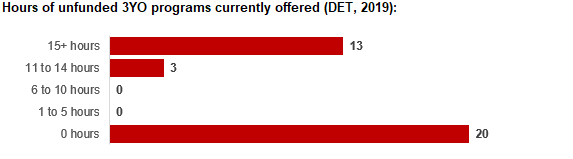 Hours of unfunded 3YO programs currently offered (DET, 2019):
15+ hours 13
11 to 14 hours 3
6 to 10 hours 0
1 to 5 hours 0
0 hours 20